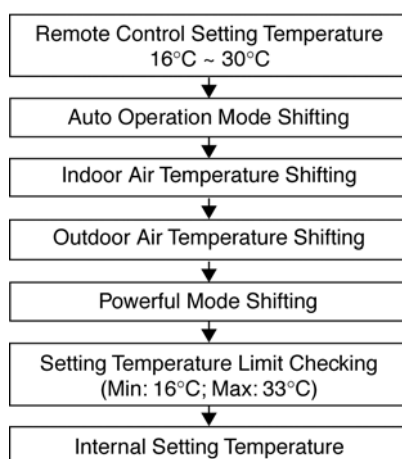 Remote Control Setting Temperature
16°C ~ 30°C
Auto Operation Mode Shifting
Indoor Air Temperature Shifting
Outdoor Air Temperature Shifting
Powerful Mode Shifting
Setting Temperature Limit Checking
(Min: 16°C; Max: 33°C)
Internal Setting Temperature